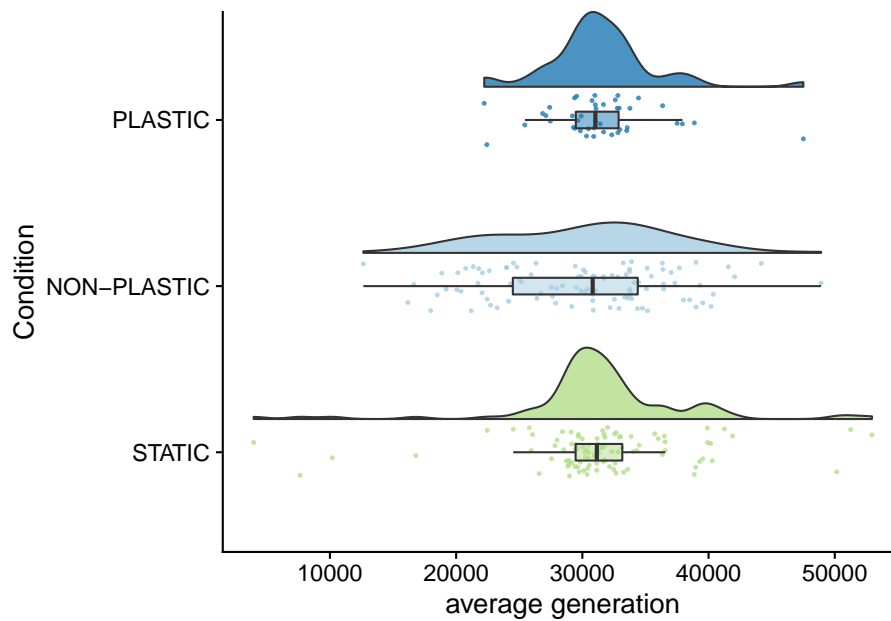 PLASTIC
NON−PLASTIC
STATIC
Condition
10000 20000 30000 40000 50000
average generation